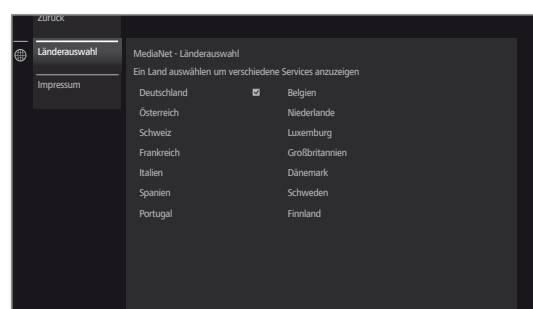 Zurück
Länderauswahl
Impressum
MediaNet - Länderauswahl
Ein Land auswählen um verschiedene Services anzuzeigen
Deutschland
Belgien
Österreich
Niederlande
Schweiz
Luxemburg
Frankreich
Großbritannien
Italien
Dänemark
Spanien
Schweden
Portugal
Finnland